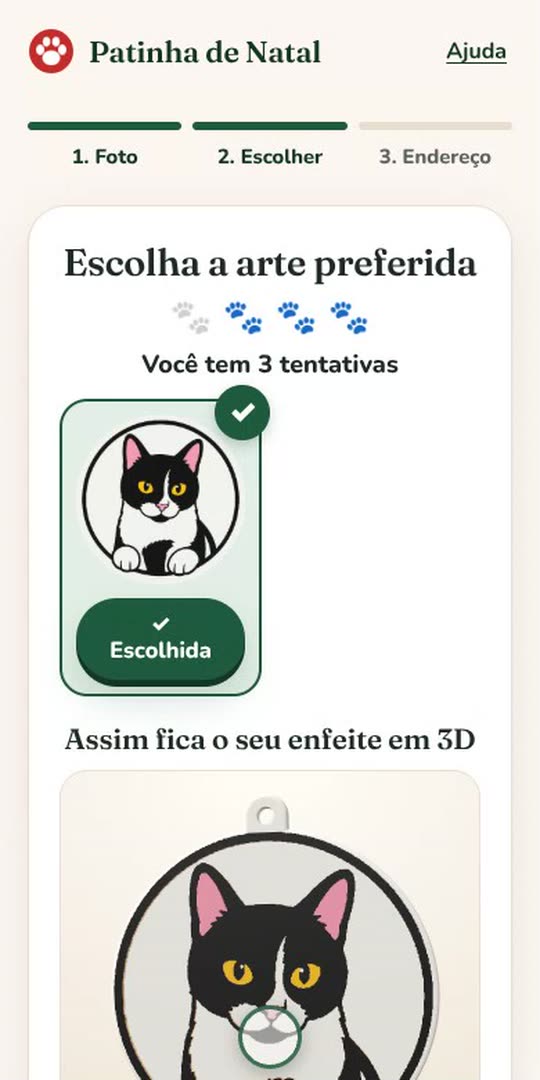 Patinha de Natal
Ajuda
1. Foto
2. Escolher
3. Endereço
Escolha a arte preferida
Você tem 3 tentativas
Escolhida
Assim fica o seu enfeite em 3D